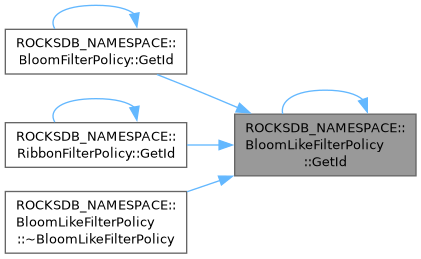 ROCKSDB_NAMESPACE::
BloomFilterPolicy::GetId
ROCKSDB_NAMESPACE::
RibbonFilterPolicy::GetId
ROCKSDB_NAMESPACE::
BloomLikeFilterPolicy
::~BloomLikeFilterPolicy
ROCKSDB_NAMESPACE::
BloomLikeFilterPolicy
::GetId